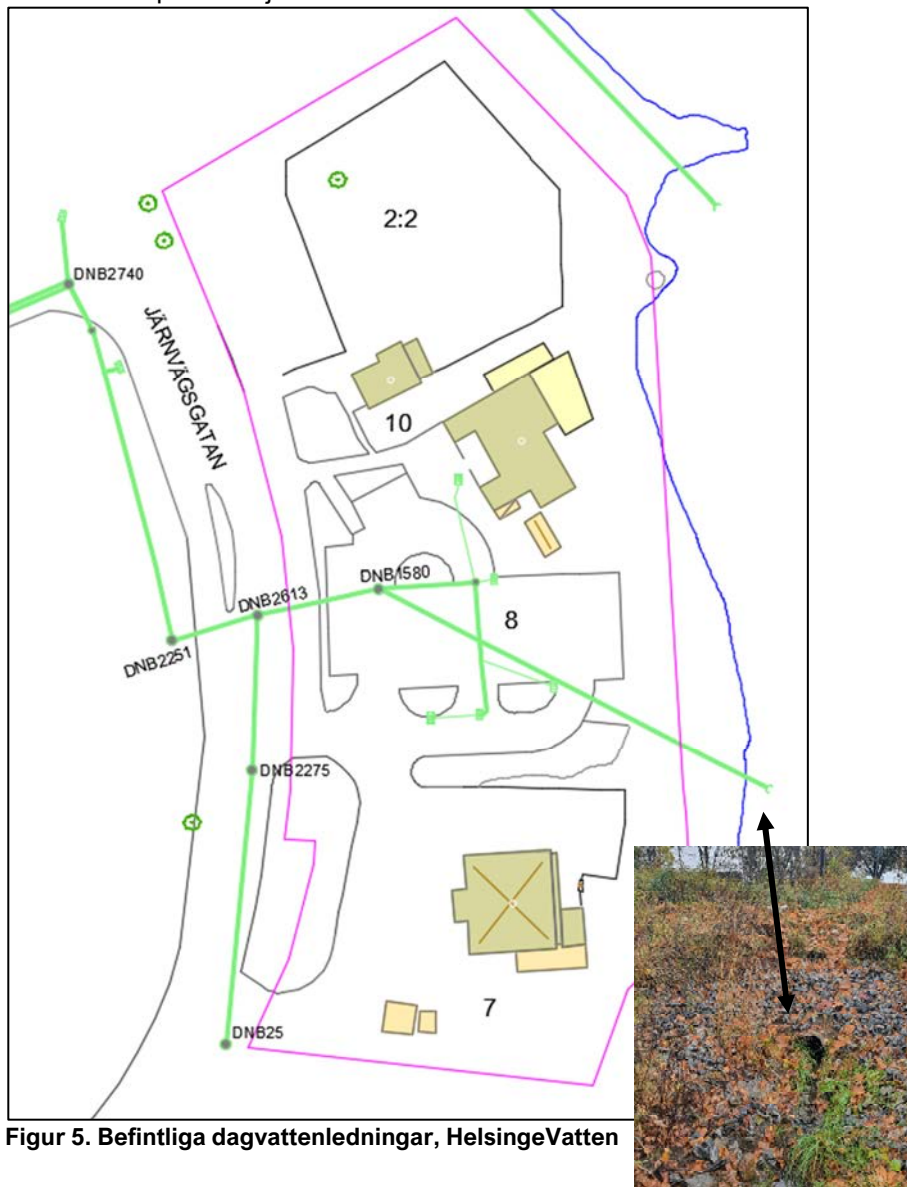 2:2
DNB2740
JÄRNVÄGSGATAN
10
DNB1580
DNB2613
8
DNB2251
DNB2275
7
DNB25
Figur 5. Befintliga dagvattenledningar, HelsingeVatten